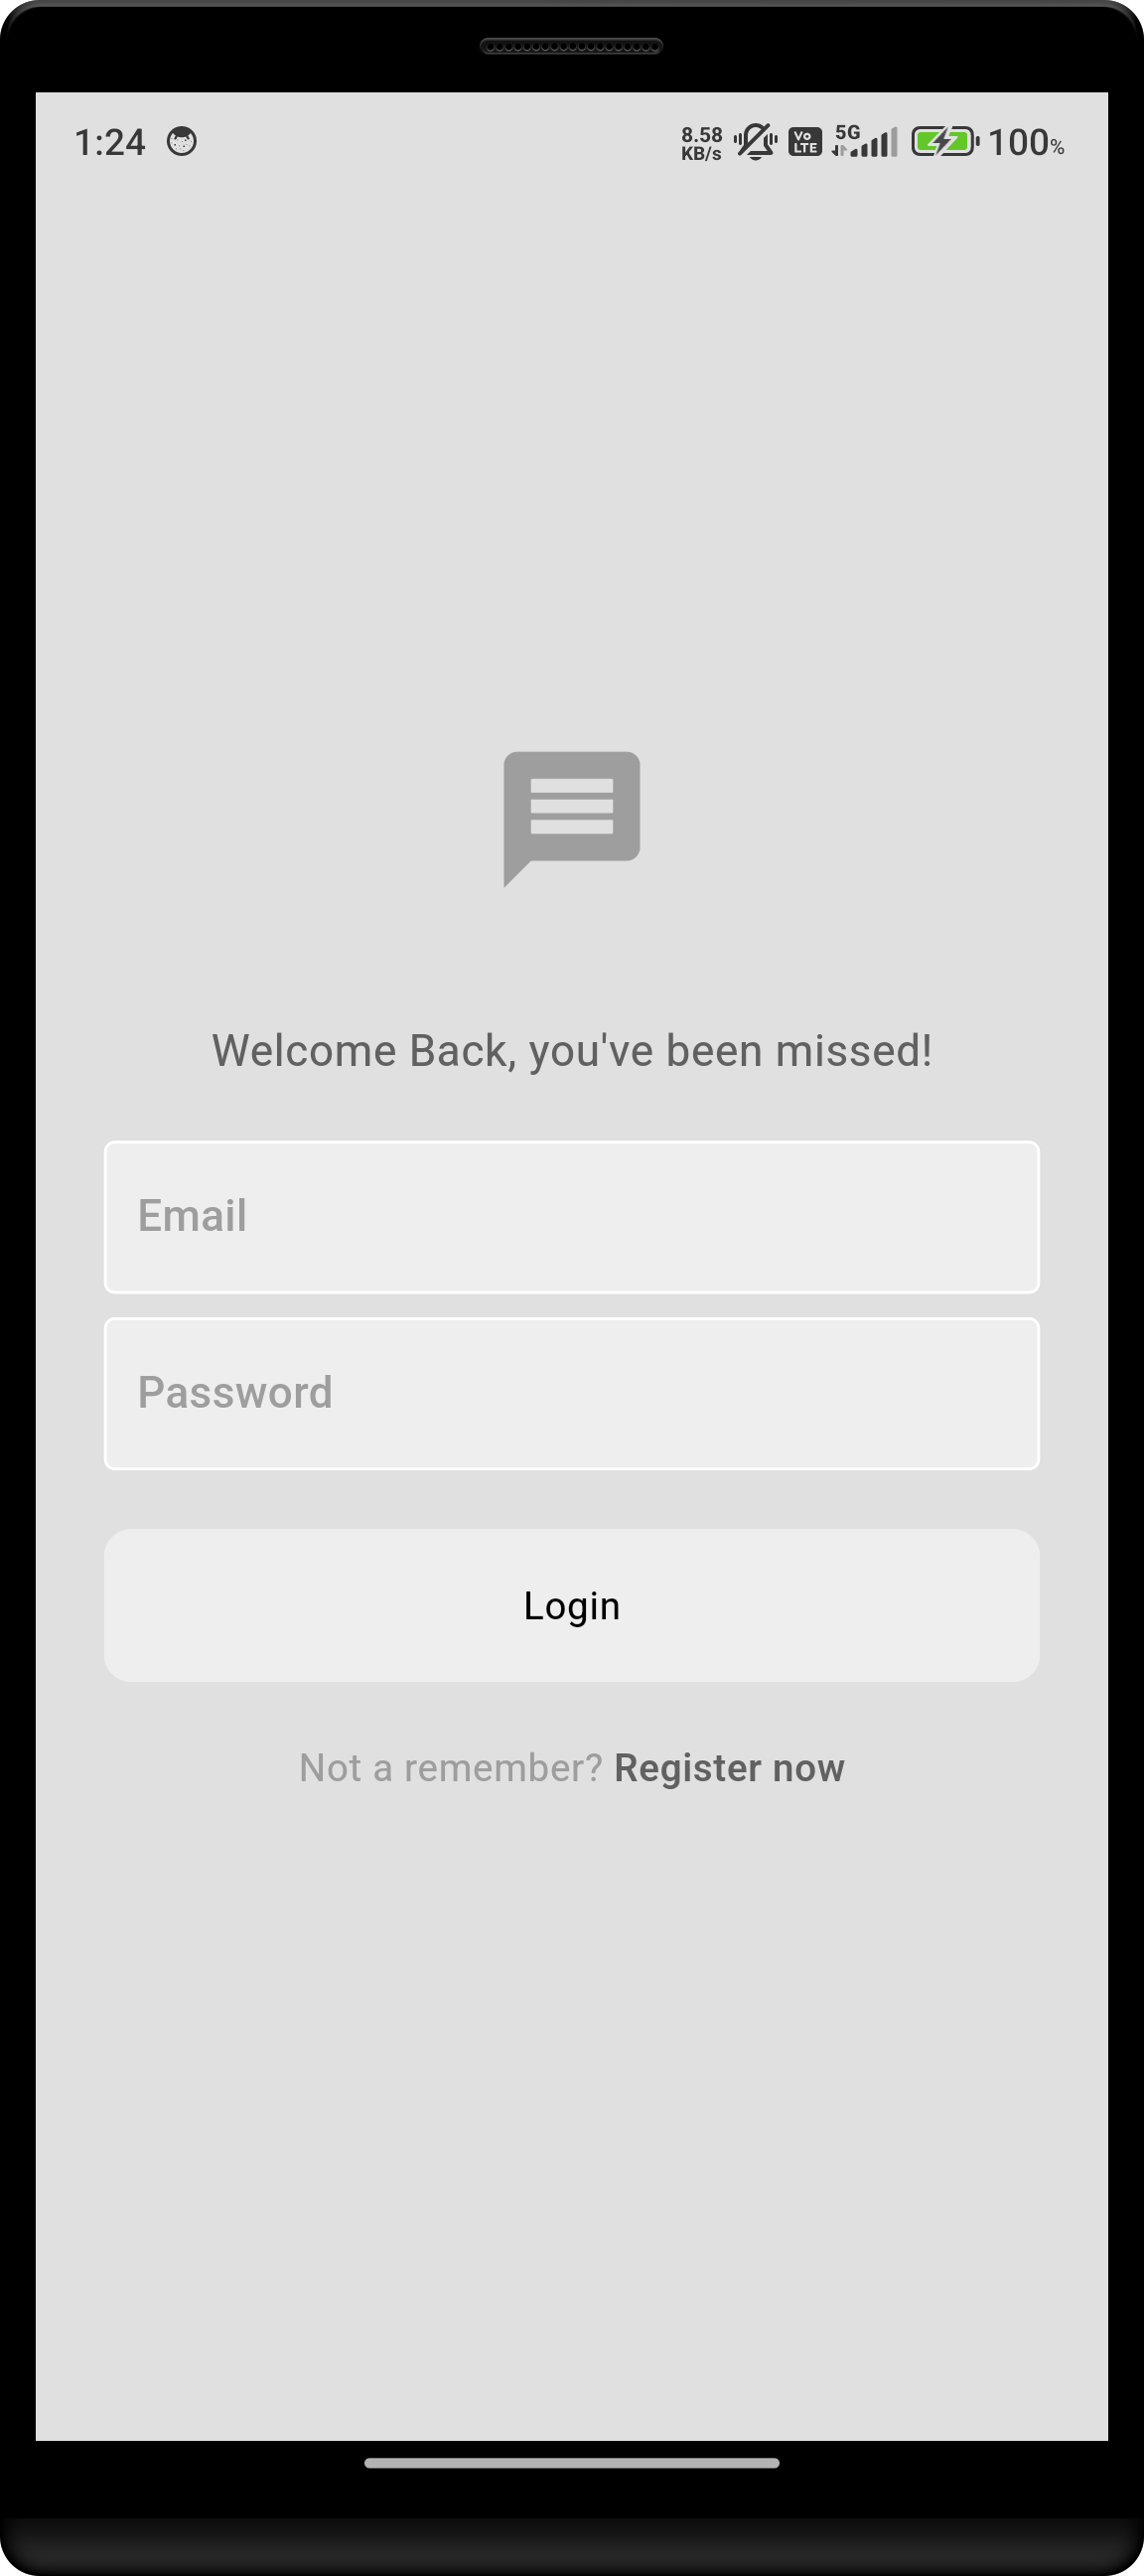 1:24 8.58 KB/s Vo LTE 5G 100%
Welcome Back, you've been missed!
Email
Password
Login
Not a remember? Register now